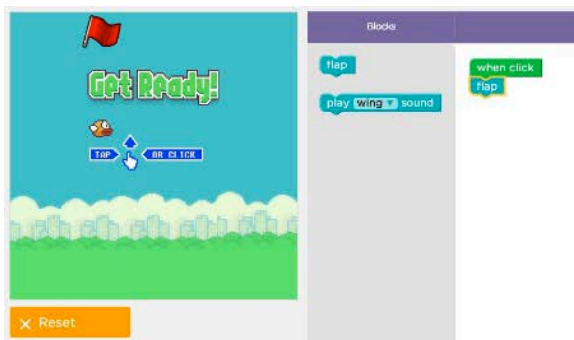 Get Ready!
TAP
OR CLICK
Reset
Blocks
flap
play wing sound
when click
flap